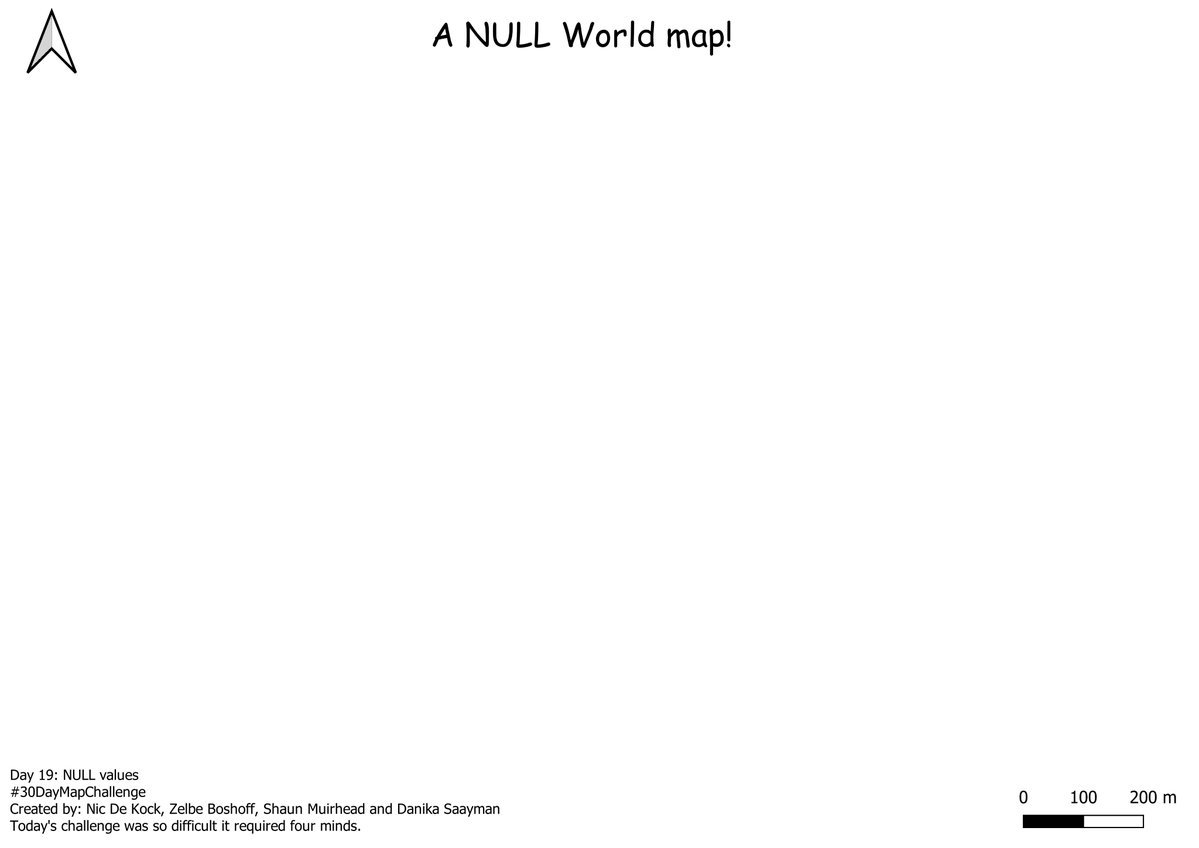 A NULL World map!
Day 19: NULL values
#30DayMapChallenge
Created by: Nic De Kock, Zelbe Boshoff, Shaun Muirhead and Danika Saayman
Today's challenge was so difficult it required four minds.
0 100 200 m